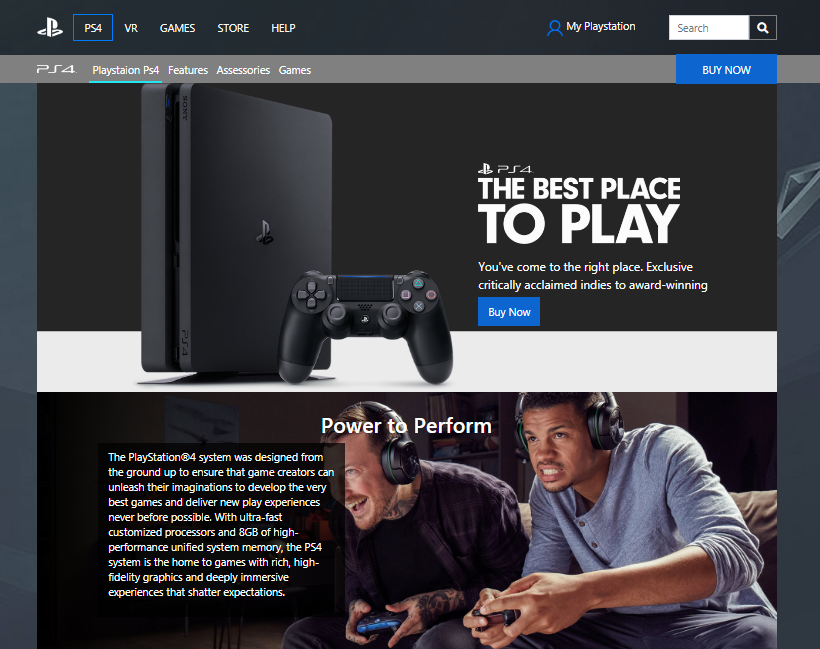 PS4 VR GAMES STORE HELP My Playstation Search
PS4 Playstaion Ps4 Features Accessories Games BUY NOW
SONY
PS4
PS4
THE BEST PLACE
TO PLAY
You've come to the right place. Exclusive
critically acclaimed indies to award-winning
Buy Now
Power to Perform
The PlayStation®4 system was designed from
the ground up to ensure that game creators can
unleash their imaginations to develop the very
best games and deliver new play experiences
never before possible. With ultra-fast
customized processors and 8GB of high-
performance unified system memory, the PS4
system is the home to games with rich, high-
fidelity graphics and deeply immersive
experiences that shatter expectations.